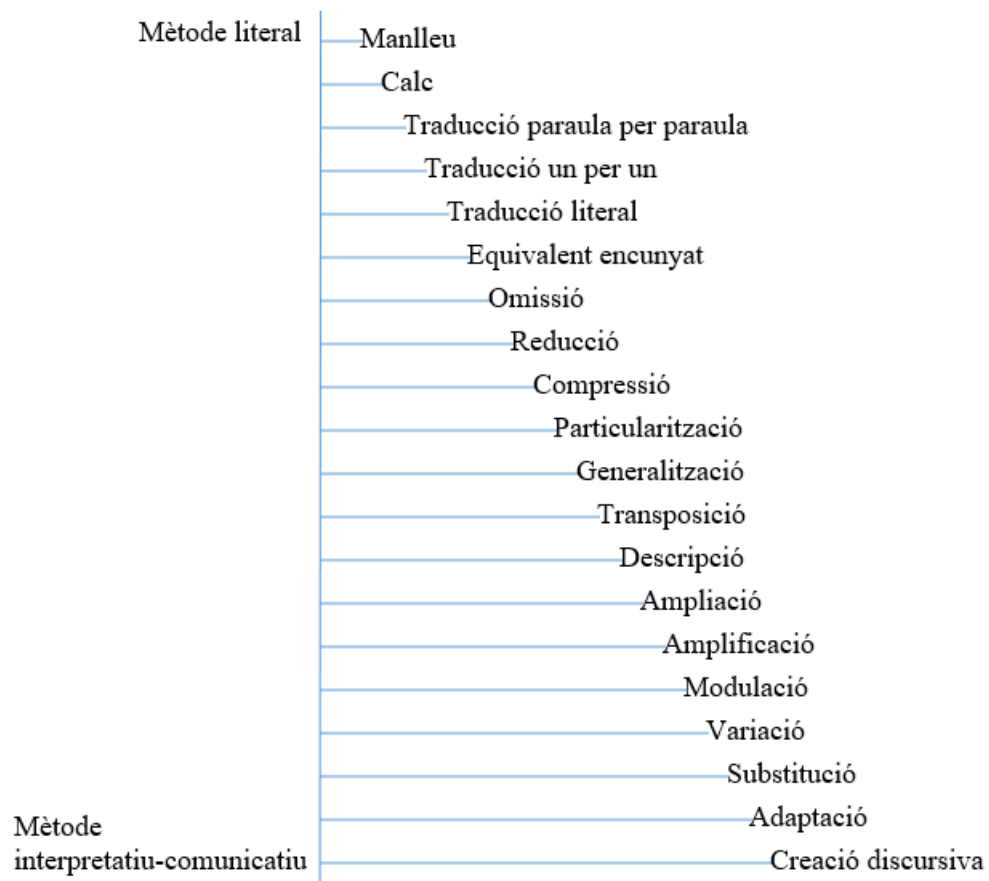 Mètode literal
Manlleu
Calc
Traducció paraula per paraula
Traducció un per un
Traducció literal
Equivalent encunyat
Omissió
Reducció
Compressió
Particularització
Generalització
Transposició
Descripció
Ampliació
Amplificació
Modulació
Variació
Substitució
Adaptació
Mètode
interpretatiu-comunicatiu
Creació discursiva